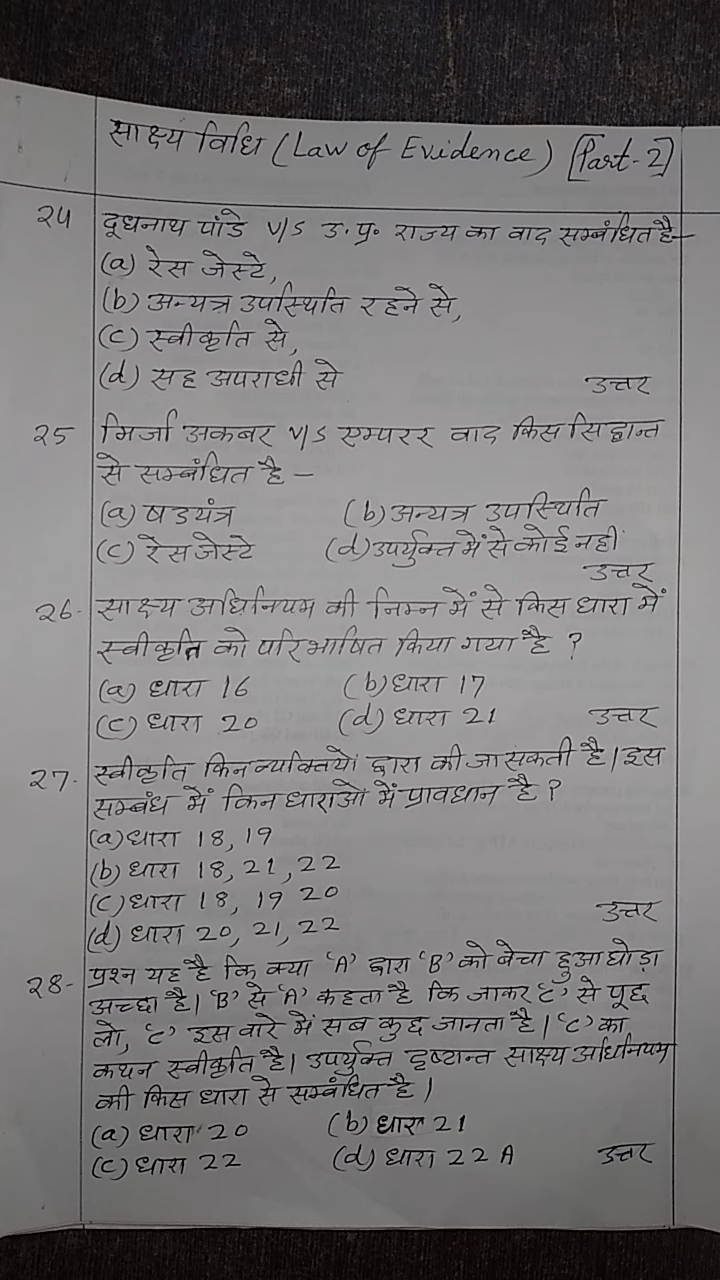 साक्ष्य विधि (Law of Evidence) [Part-2]
24 दूधनाथ पांडे V/S उ.प्र. राज्य का वाद सम्बंधित है-
(a) रेस जेस्टे,
(b) अन्यत्र उपस्थिति रहने से,
(c) स्वीकृति से,
(d) सह अपराधी से उत्तर
25 मिर्जा अकबर V/S एम्परर वाद किस सिद्धान्त
से सम्बंधित है –
(a) षडयंत्र (b) अन्यत्र उपस्थिति
(c) रेस जेस्टे (d) उपर्युक्त में से कोई नहीं
उत्तर
26- साक्ष्य अधिनियम की निम्न में से किस धारा में
स्वीकृति को परिभाषित किया गया है ?
(a) धारा 16 (b) धारा 17
(c) धारा 20 (d) धारा 21 उत्तर
27- स्वीकृति किन व्यक्तियों द्वारा की जा सकती है। इस
सम्बंध में किन धाराओ में प्रावधान है ?
(a) धारा 18, 19
(b) धारा 18, 21, 22
(c) धारा 18, 19 20 उत्तर
(d) धारा 20, 21, 22
28- प्रश्न यह है कि क्या 'A' द्वारा 'B' को बेचा हुआ घोड़ा
अच्छा है। 'B' से 'A' कहता है कि जाकर 'C' से पूछ
लो, 'C' इस वारे में सब कुछ जानता है। 'C' का
कथन स्वीकृति है। उपर्युक्त दृष्टान्त साक्ष्य अधिनियम
की किस धारा से सम्बंधित है।
(a) धारा 20 (b) धारा 21
(c) धारा 22 (d) धारा 22 A उत्तर